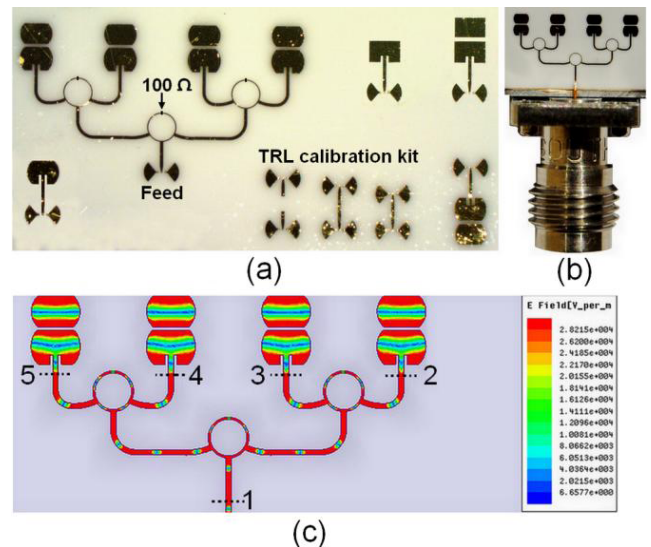 100 Ω
TRL calibration kit
Feed
(a)
(b)
E Field[V_per_m
2.8215e+004
2.6200e+004
2.4185e+004
2.2170e+004
2.0155e+004
1.8141e+004
1.6126e+004
1.4111e+004
1.2096e+004
1.0081e+004
8.0662e+003
6.0513e+003
4.0364e+003
2.0215e+003
6.6577e+000
5
4
3
2
1
(c)